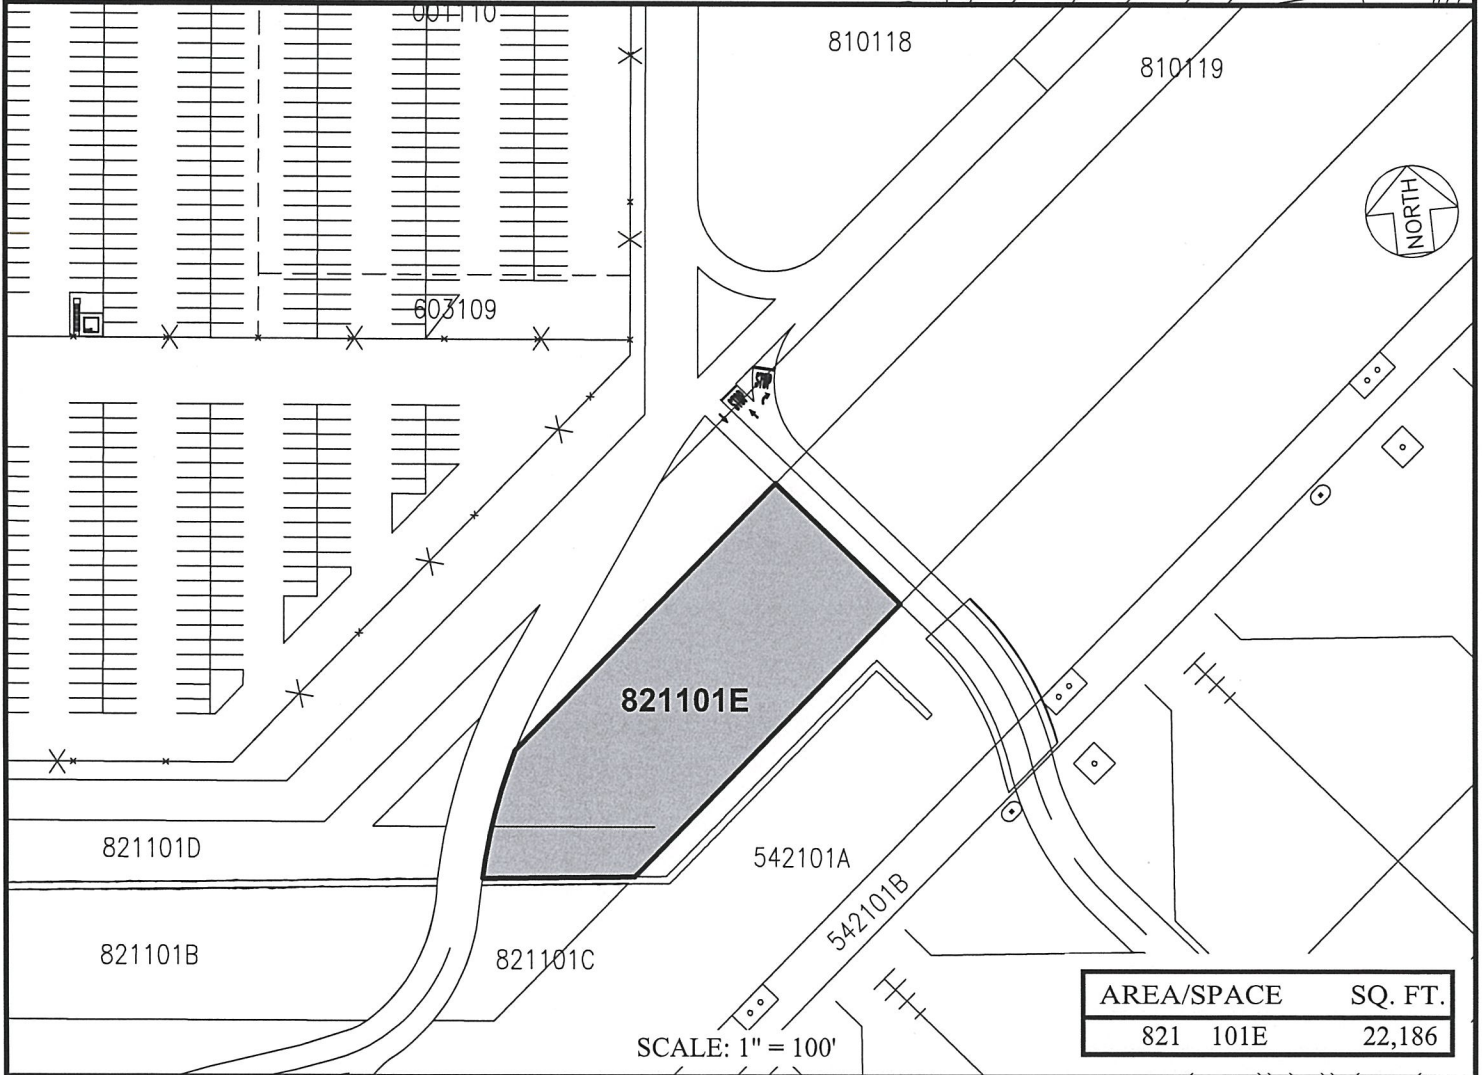 001110
810118
810119
NORTH
603109
821101E
821101D
542101A
542101B
821101B
821101C
AREA/SPACE SQ. FT.
821 101E 22,186
SCALE: 1" = 100'